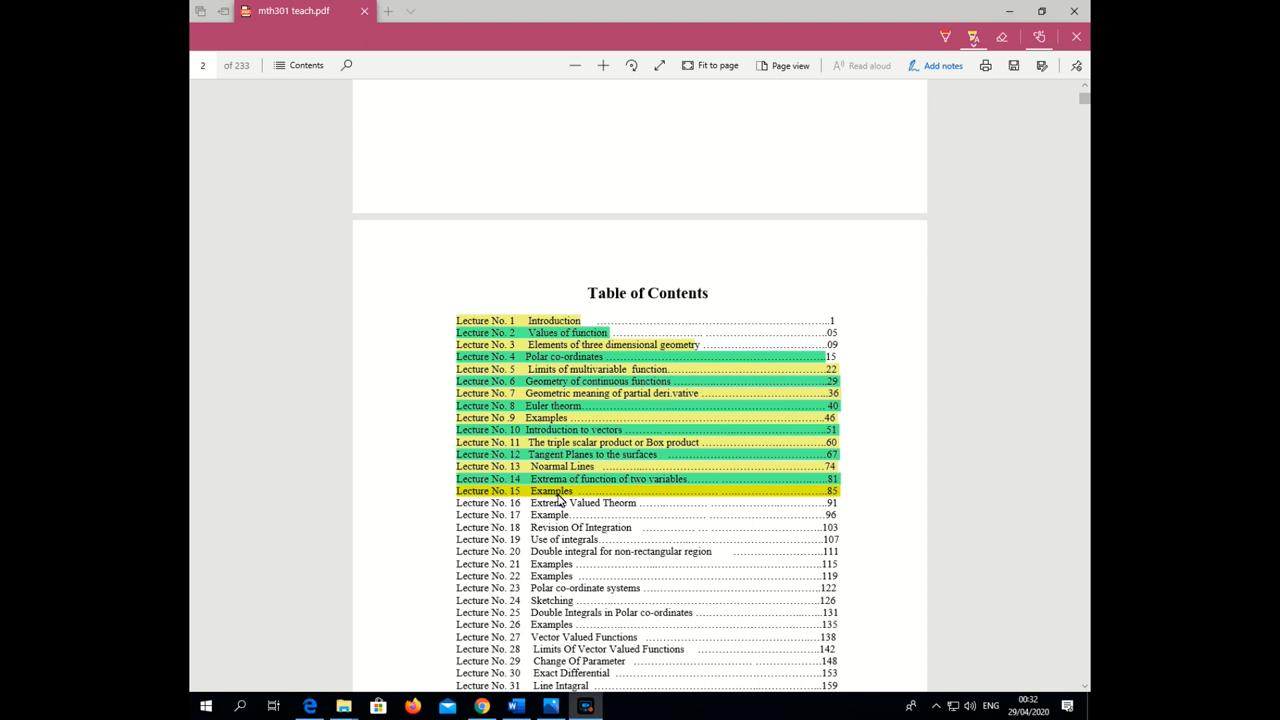 mth301 teach.pdf
2 of 233 Contents Fit to page Page view Read aloud Add notes
Table of Contents
Lecture No. 1 Introduction ........................................................................1
Lecture No. 2 Values of function ........................................................................05
Lecture No. 3 Elements of three dimensional geometry ........................................09
Lecture No. 4 Polar co-ordinates ........................................................................15
Lecture No. 5 Limits of multivariable function........................................................22
Lecture No. 6 Geometry of continuous functions ........................................................29
Lecture No. 7 Geometric meaning of partial deri.vative ........................................36
Lecture No. 8 Euler theorm........................................................................40
Lecture No .9 Examples ........................................................................46
Lecture No. 10 Introduction to vectors ........................................................................51
Lecture No. 11 The triple scalar product or Box product ........................................60
Lecture No. 12 Tangent Planes to the surfaces ........................................................67
Lecture No. 13 Noarmal Lines ........................................................................74
Lecture No. 14 Extrema of function of two variables........................................................81
Lecture No. 15 Examples ........................................................................85
Lecture No. 16 Extreme Valued Theorm ........................................................91
Lecture No. 17 Example........................................................................96
Lecture No. 18 Revision Of Integration ........................................................103
Lecture No. 19 Use of integrals........................................................................107
Lecture No. 20 Double integral for non-rectangular region ........................................111
Lecture No. 21 Examples ........................................................................115
Lecture No. 22 Examples ........................................................................119
Lecture No. 23 Polar co-ordinate systems ........................................................122
Lecture No. 24 Sketching ........................................................................126
Lecture No. 25 Double Integrals in Polar co-ordinates ........................................131
Lecture No. 26 Examples ........................................................................135
Lecture No. 27 Vector Valued Functions ........................................................138
Lecture No. 28 Limits Of Vector Valued Functions ........................................142
Lecture No. 29 Change Of Parameter ........................................................148
Lecture No. 30 Exact Differential ........................................................153
Lecture No. 31 Line Intagral ........................................................................159
ENG
00:32
29/04/2020